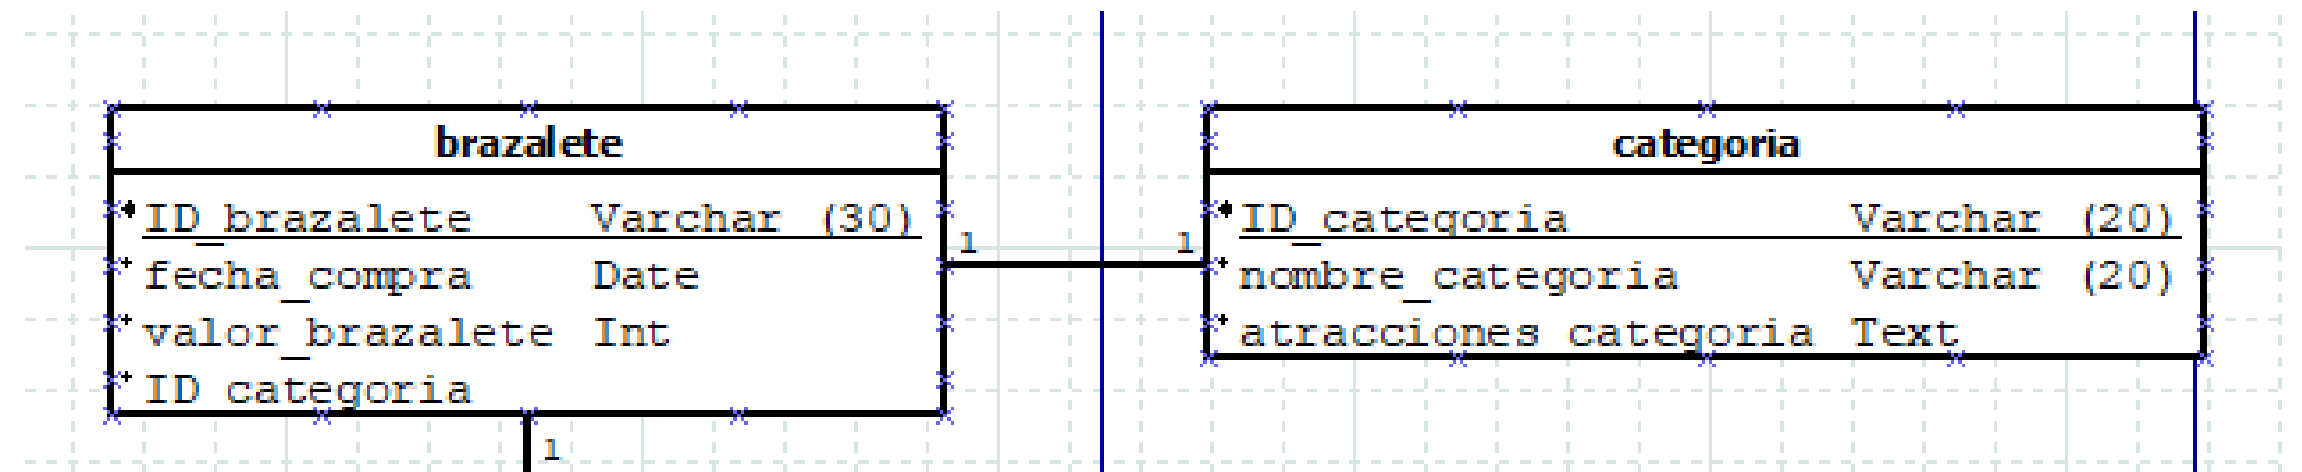 brazalete
ID_brazalete Varchar (30)
fecha_compra Date
valor_brazalete Int
ID_categoria
1
1 1
categoria
ID_categoria Varchar (20)
nombre_categoria Varchar (20)
atracciones_categoria Text